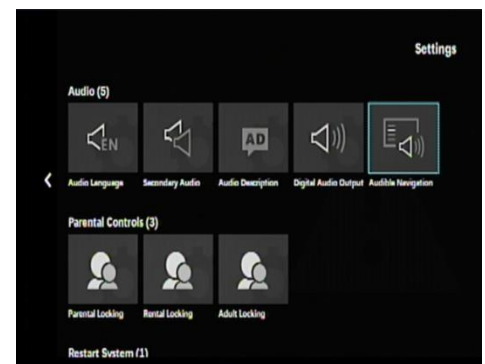 Settings
Audio (5)
EN
AD
Audio Language
Secondary Audio
Audio Description
Digital Audio Output
Audible Navigation
Parental Controls (3)
Parental Locking
Rental Locking
Adult Locking
Restart System (1)